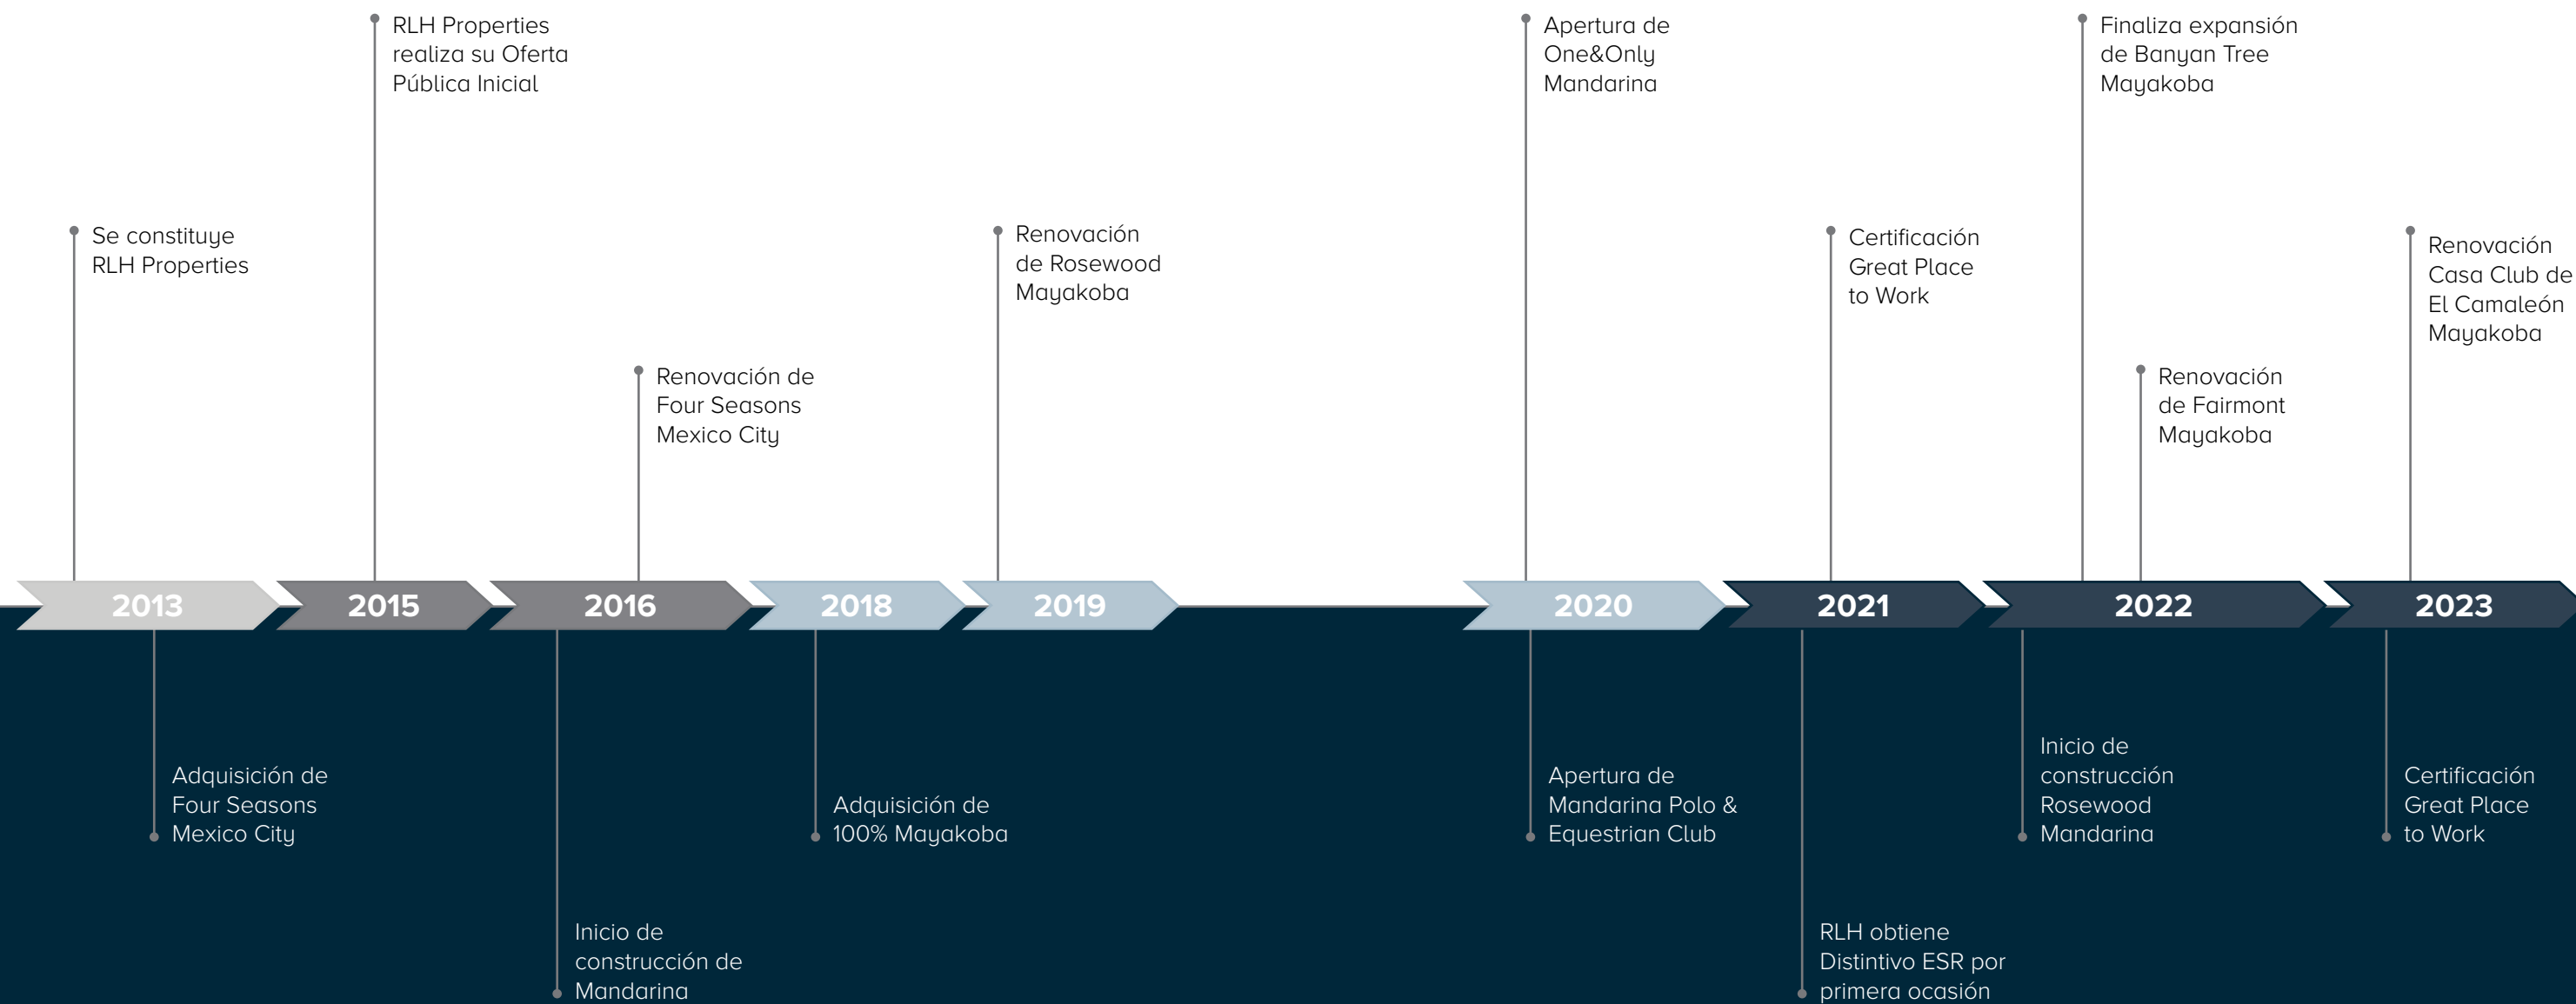 RLH Properties
realiza su Oferta
Pública Inicial
Apertura de
One&Only
Mandarina
Finaliza expansión
de Banyan Tree
Mayakoba
Se constituye
RLH Properties
Renovación
de Rosewood
Mayakoba
Certificación
Great Place
to Work
Renovación
Casa Club de
El Camaleón
Mayakoba
Renovación de
Four Seasons
Mexico City
Renovación
de Fairmont
Mayakoba
2013
2015
2016
2018
2019
2020
2021
2022
2023
Adquisición de
Four Seasons
Mexico City
Adquisición de
100% Mayakoba
Apertura de
Mandarina Polo &
Equestrian Club
Inicio de
construcción
Rosewood
Mandarina
Certificación
Great Place
to Work
Inicio de
construcción de
Mandarina
RLH obtiene
Distintivo ESR por
primera ocasión